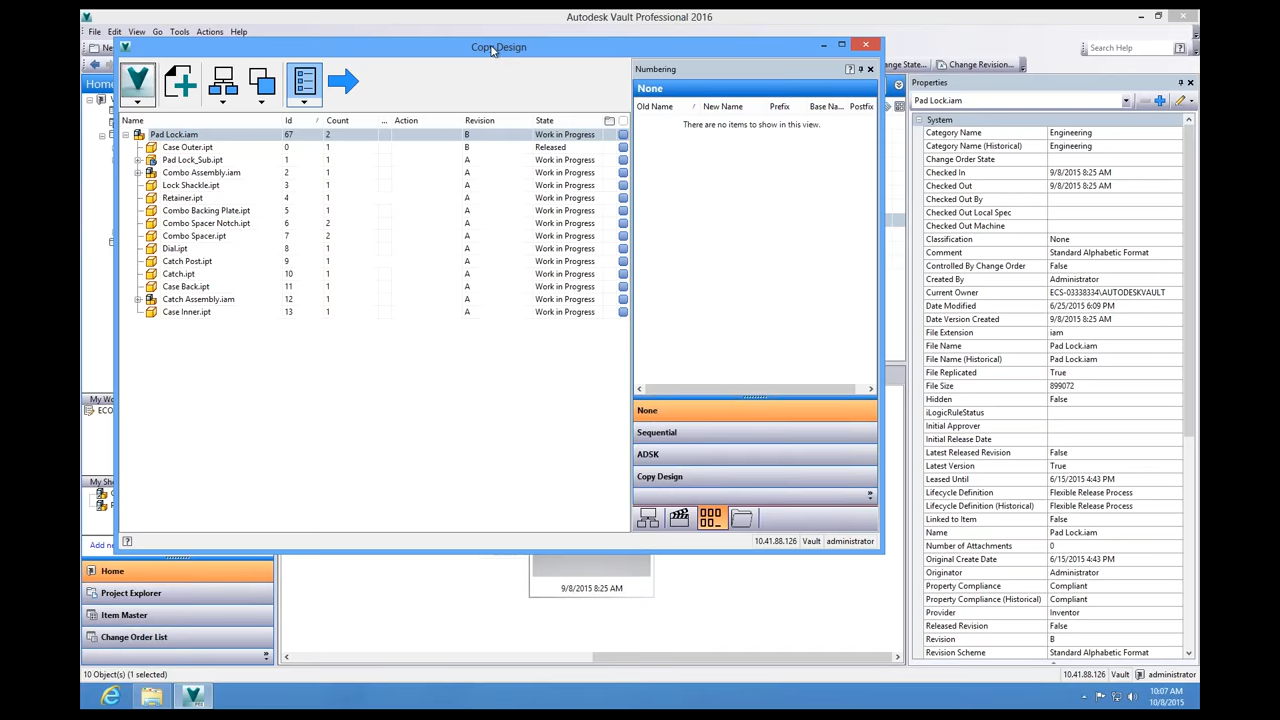 Autodesk Vault Professional 2016
File Edit View Go Tools Actions Help
Search Help
Copy Design
ange State... Change Revision...
Numbering
None
Old Name / New Name Prefix Base Na... Postfix
There are no items to show in this view.
Name Id / Count ... Action Revision State
Pad Lock.iam 67 2 B Work in Progress
Case Outer.ipt 0 1 B Released
Pad Lock_Sub.ipt 1 1 A Work in Progress
Combo Assembly.iam 2 1 A Work in Progress
Lock Shackle.ipt 3 1 A Work in Progress
Retainer.ipt 4 1 A Work in Progress
Combo Backing Plate.ipt 5 1 A Work in Progress
Combo Spacer Notch.ipt 6 2 A Work in Progress
Combo Spacer.ipt 7 2 A Work in Progress
Dial.ipt 8 1 A Work in Progress
Catch Post.ipt 9 1 A Work in Progress
Catch.ipt 10 1 A Work in Progress
Case Back.ipt 11 1 A Work in Progress
Catch Assembly.iam 12 1 A Work in Progress
Case Inner.ipt 13 1 A Work in Progress
None
Sequential
ADSK
Copy Design
10.41.88.126 Vault administrator
Properties
Pad Lock.iam
System
Category Name Engineering
Category Name (Historical) Engineering
Change Order State
Checked In 9/8/2015 8:25 AM
Checked Out 9/8/2015 8:25 AM
Checked Out By
Checked Out Local Spec
Checked Out Machine
Classification None
Comment Standard Alphabetic Format
Controlled By Change Order False
Created By Administrator
Current Owner ECS-03338334\AUTODESKVAULT
Date Modified 6/25/2015 6:09 PM
Date Version Created 9/8/2015 8:25 AM
File Extension iam
File Name Pad Lock.iam
File Name (Historical) Pad Lock.iam
File Replicated True
File Size 899072
Hidden False
iLogicRuleStatus
Initial Approver
Initial Release Date
Latest Released Revision False
Latest Version True
Leased Until 6/15/2015 4:43 PM
Lifecycle Definition Flexible Release Process
Lifecycle Definition (Historical) Flexible Release Process
Linked to Item False
Name Pad Lock.iam
Number of Attachments 0
Original Create Date 6/15/2015 4:43 PM
Originator Administrator
Property Compliance Compliant
Property Compliance (Historical) Compliant
Provider Inventor
Released Revision False
Revision B
Revision Scheme Standard Alphabetic Format
Ne
Home
My Wo
ECO
My Sh
Add ne
Home
Project Explorer
Item Master
Change Order List
9/8/2015 8:25 AM
10 Object(s) (1 selected)
10.41.88.126 Vault administrator
10:07 AM
10/8/2015